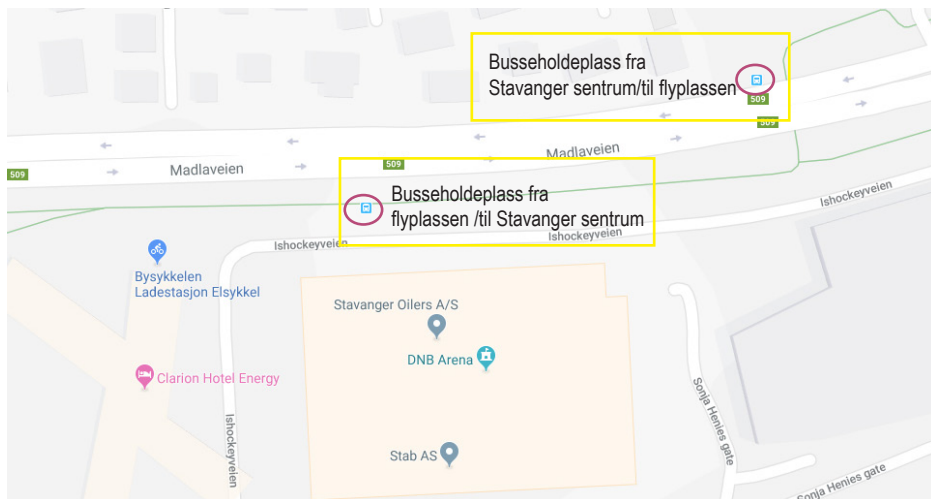 Busseholdeplass fra
Stavanger sentrum/til flyplassen
509
509
Madlaveien
509
Madlaveien
509
Busseholdeplass fra
flyplassen /til Stavanger sentrum
Ishockeyveien
Ishockeyveien
Ishockeyveien
Bysykkelen
Ladestasjon Elsykkel
Stavanger Oilers A/S
DNB Arena
Clarion Hotel Energy
Ishockeyveien
Sonja Henies gate
Stab AS
Sonja Henies gate